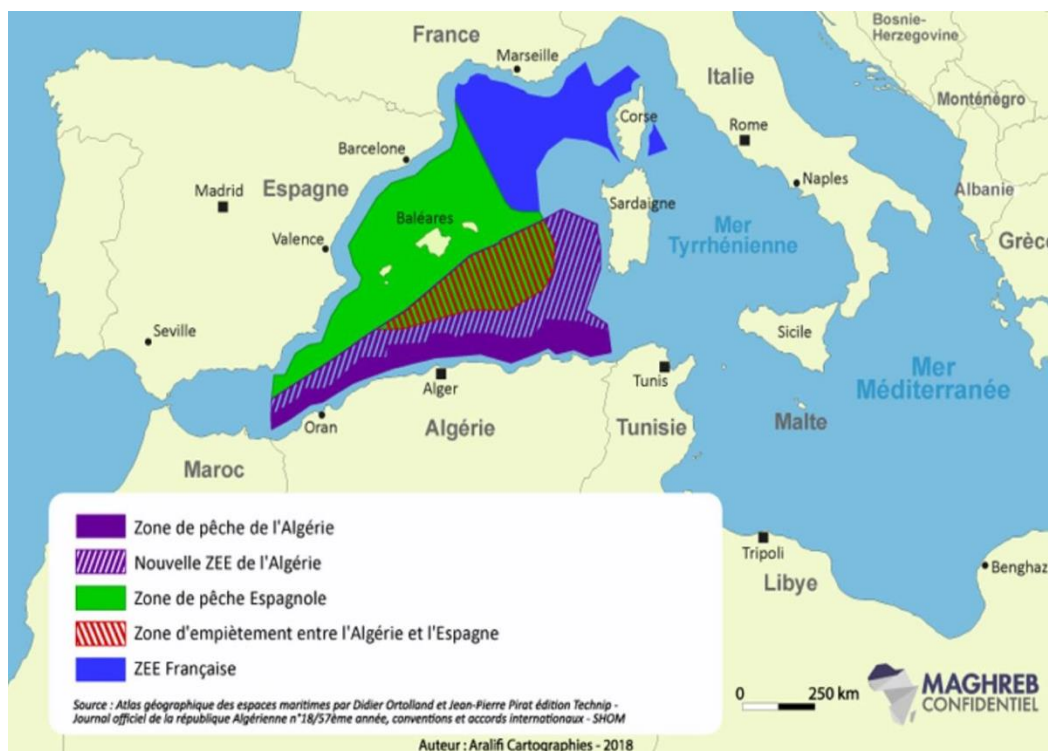 Bosnie-
Herzegovine
France
Marseille
Italie
Monténégro
Corse
Rome
Barcelone
Madrid
Espagne
Naples
Albanie
Baléares
Sardaigne
Mer
Tyrrhénienne
Valence
Grèc
Seville
Sicile
Mer
Méditerranée
Tunis
Alger
Oran
Algérie
Tunisie
Malte
Maroc
Zone de pêche de l'Algérie
Nouvelle ZEE de l'Algérie
Zone de pêche Espagnole
Zone d'empiètement entre l'Algérie et l'Espagne
ZEE Française
Source : Atlas géographique des espaces maritimes par Didier Ortolland et Jean-Pierre Pirat édition Technip -
Journal officiel de la république Algérienne n°18/57ème année, conventions et accords internationaux - SHOM
Tripoli
Benghaz
Libye
0 250 km
MAGHREB
CONFIDENTIEL
Auteur : Aralifi Cartographies - 2018